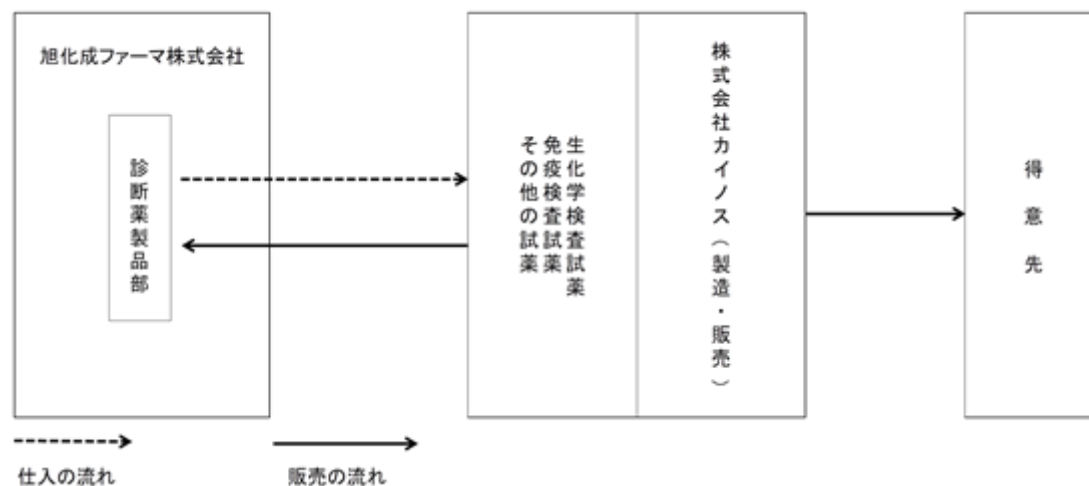 旭化成ファーマ株式会社
診断薬製品部
生化学検査試薬
免疫検査試薬
その他の試薬
株式会社カイノス（製造・販売）
得意先
仕入の流れ
販売の流れ